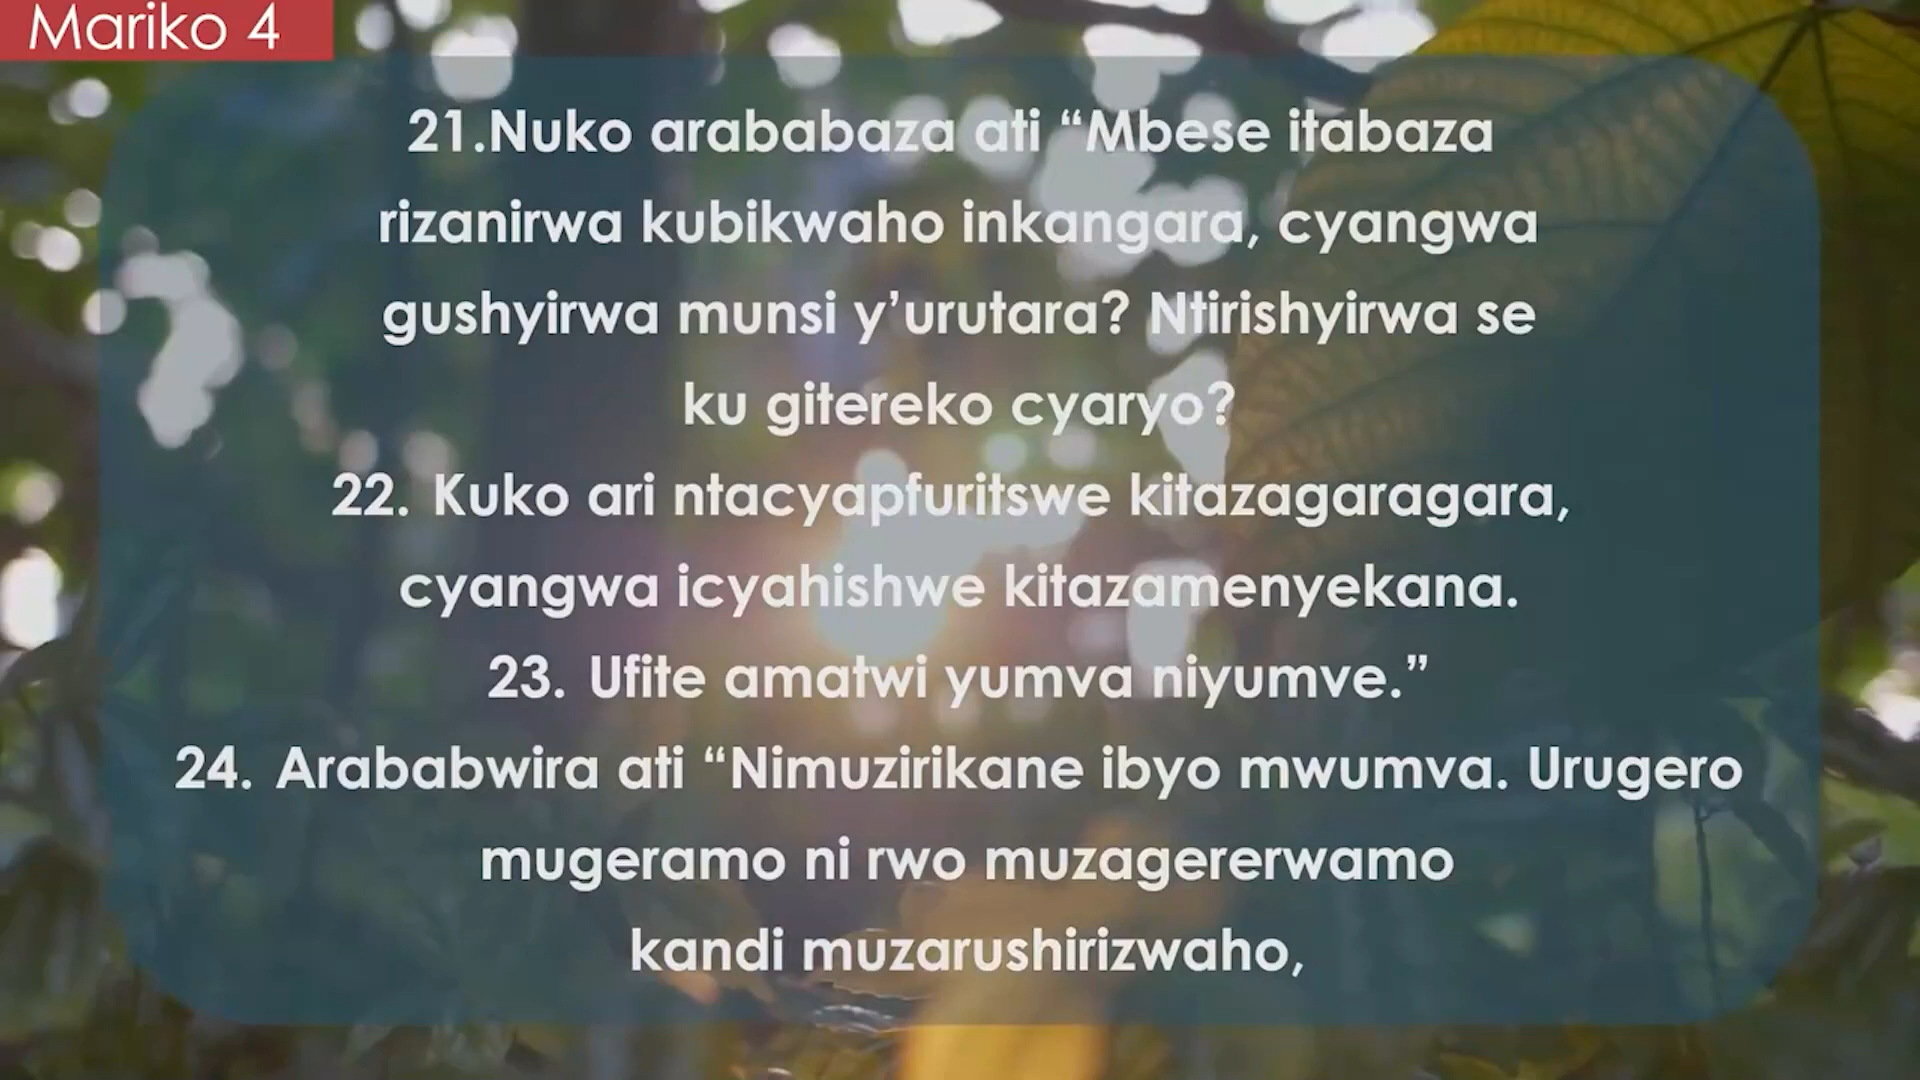 Mariko 4
21.Nuko arababaza ati “Mbese itabaza
rizanirwa kubikwaho inkangara, cyangwa
gushyirwa munsi y’urutara? Ntirishyirwa se
ku gitereko cyaryo?
22. Kuko ari ntacyapfuritswe kitazagaragara,
cyangwa icyahishwe kitazamenyekana.
23. Ufite amatwi yumva niyumve.”
24. Arababwira ati “Nimuzirikane ibyo mwumva. Urugero
mugeramo ni rwo muzagererwamo
kandi muzarushirizwaho,